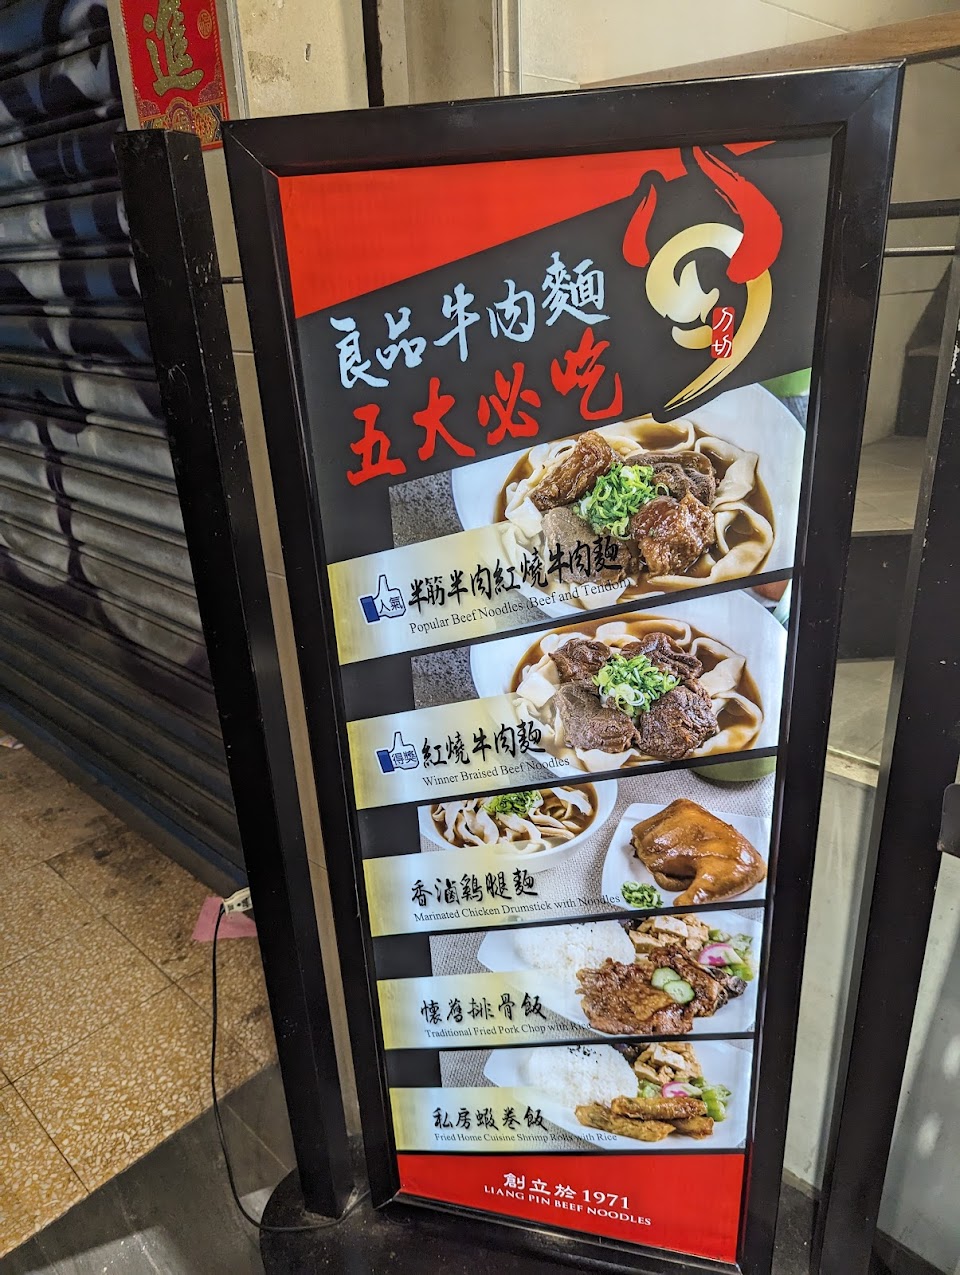 進
良品牛肉麵
五大必吃
刀切
人氣
半筋半肉紅燒牛肉麵
Popular Beef Noodles (Beef and Tendon)
得獎
紅燒牛肉麵
Winner Braised Beef Noodles
香滷鷄腿麵
Marinated Chicken Drumstick with Noodles
懷舊排骨飯
Traditional Fried Pork Chop with Rice
私房蝦卷飯
Fried Home Cuisine Shrimp Rolls with Rice
創立於1971
LIANG PIN BEEF NOODLES